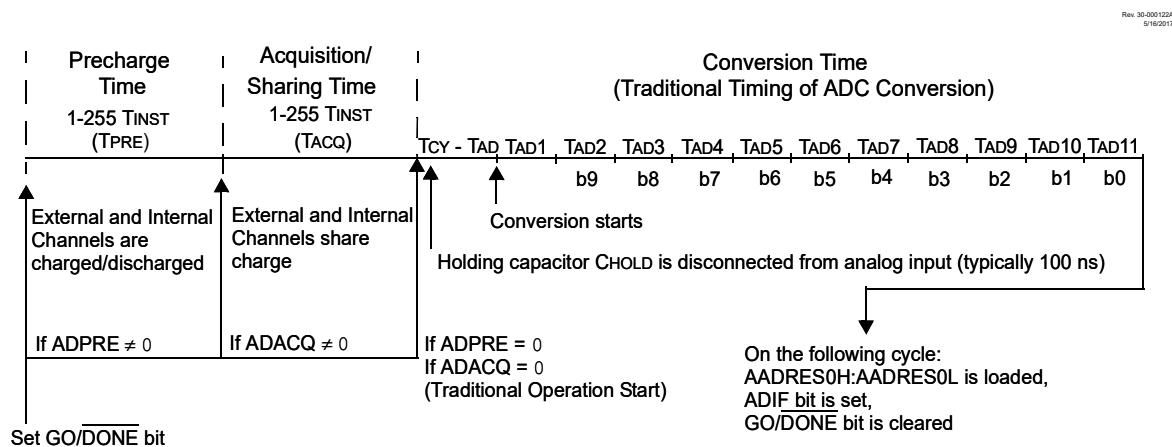 Rev. 30-000122A
5/16/2017
Precharge
Time
1-255 TINST
(TPRE)
Acquisition/
Sharing Time
1-255 TINST
(TACQ)
Conversion Time
(Traditional Timing of ADC Conversion)
TCY - TAD TAD1 TAD2 TAD3 TAD4 TAD5 TAD6 TAD7 TAD8 TAD9 TAD10 TAD11
b9 b8 b7 b6 b5 b4 b3 b2 b1 b0
External and Internal
Channels are
charged/discharged
External and Internal
Channels share
charge
Conversion starts
Holding capacitor CHOLD is disconnected from analog input (typically 100 ns)
If ADPRE ≠ 0
If ADACQ ≠ 0
If ADPRE = 0
If ADACQ = 0
(Traditional Operation Start)
On the following cycle:
AADRES0H:AADRES0L is loaded,
ADIF bit is set,
GO/DONE bit is cleared
Set GO/DONE bit